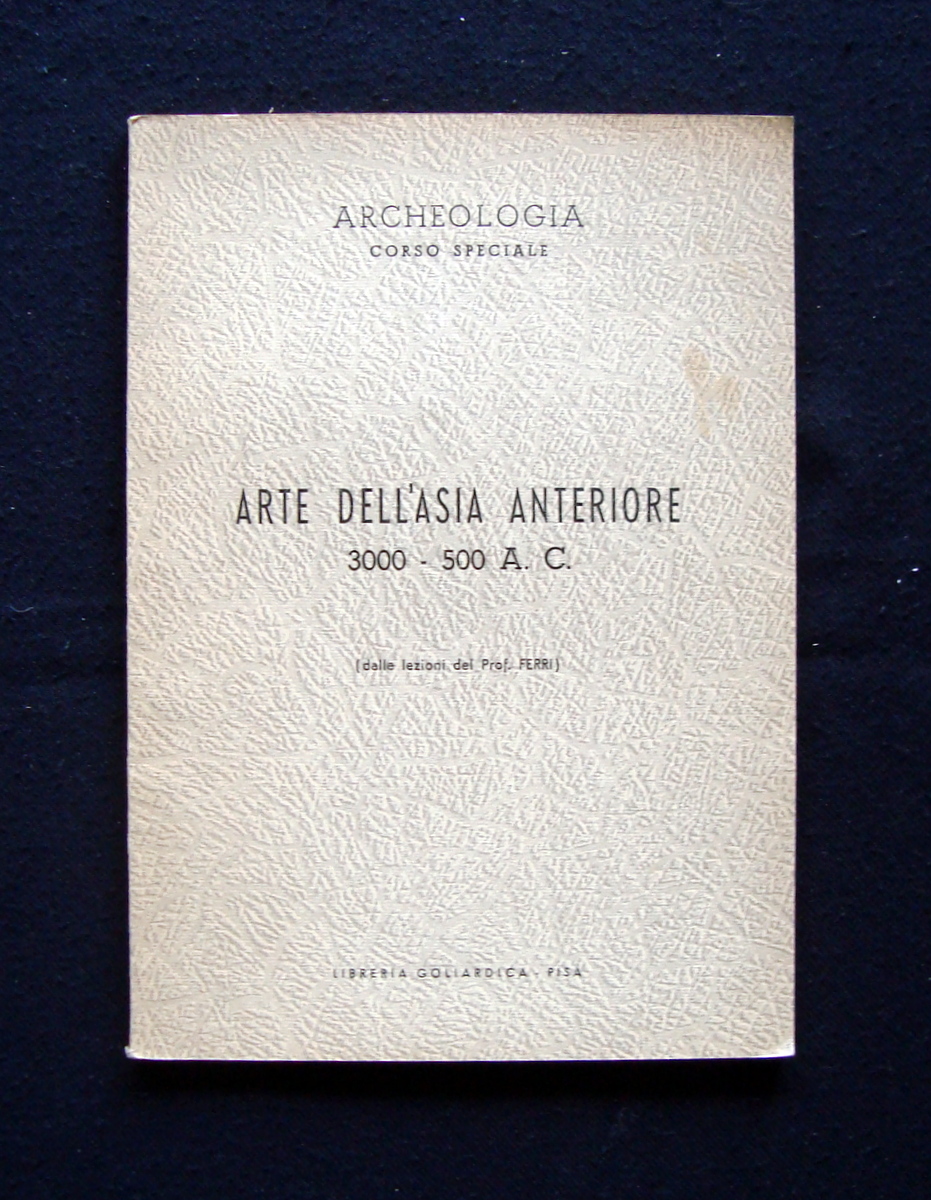 ARCHEOLOGIA
CORSO SPECIALE
ARTE DELL'ASIA ANTERIORE
3000 - 500 A. C.
(dalle lezioni del Prof. FERRI)
LIBRERIA GOLIARDICA - PISA